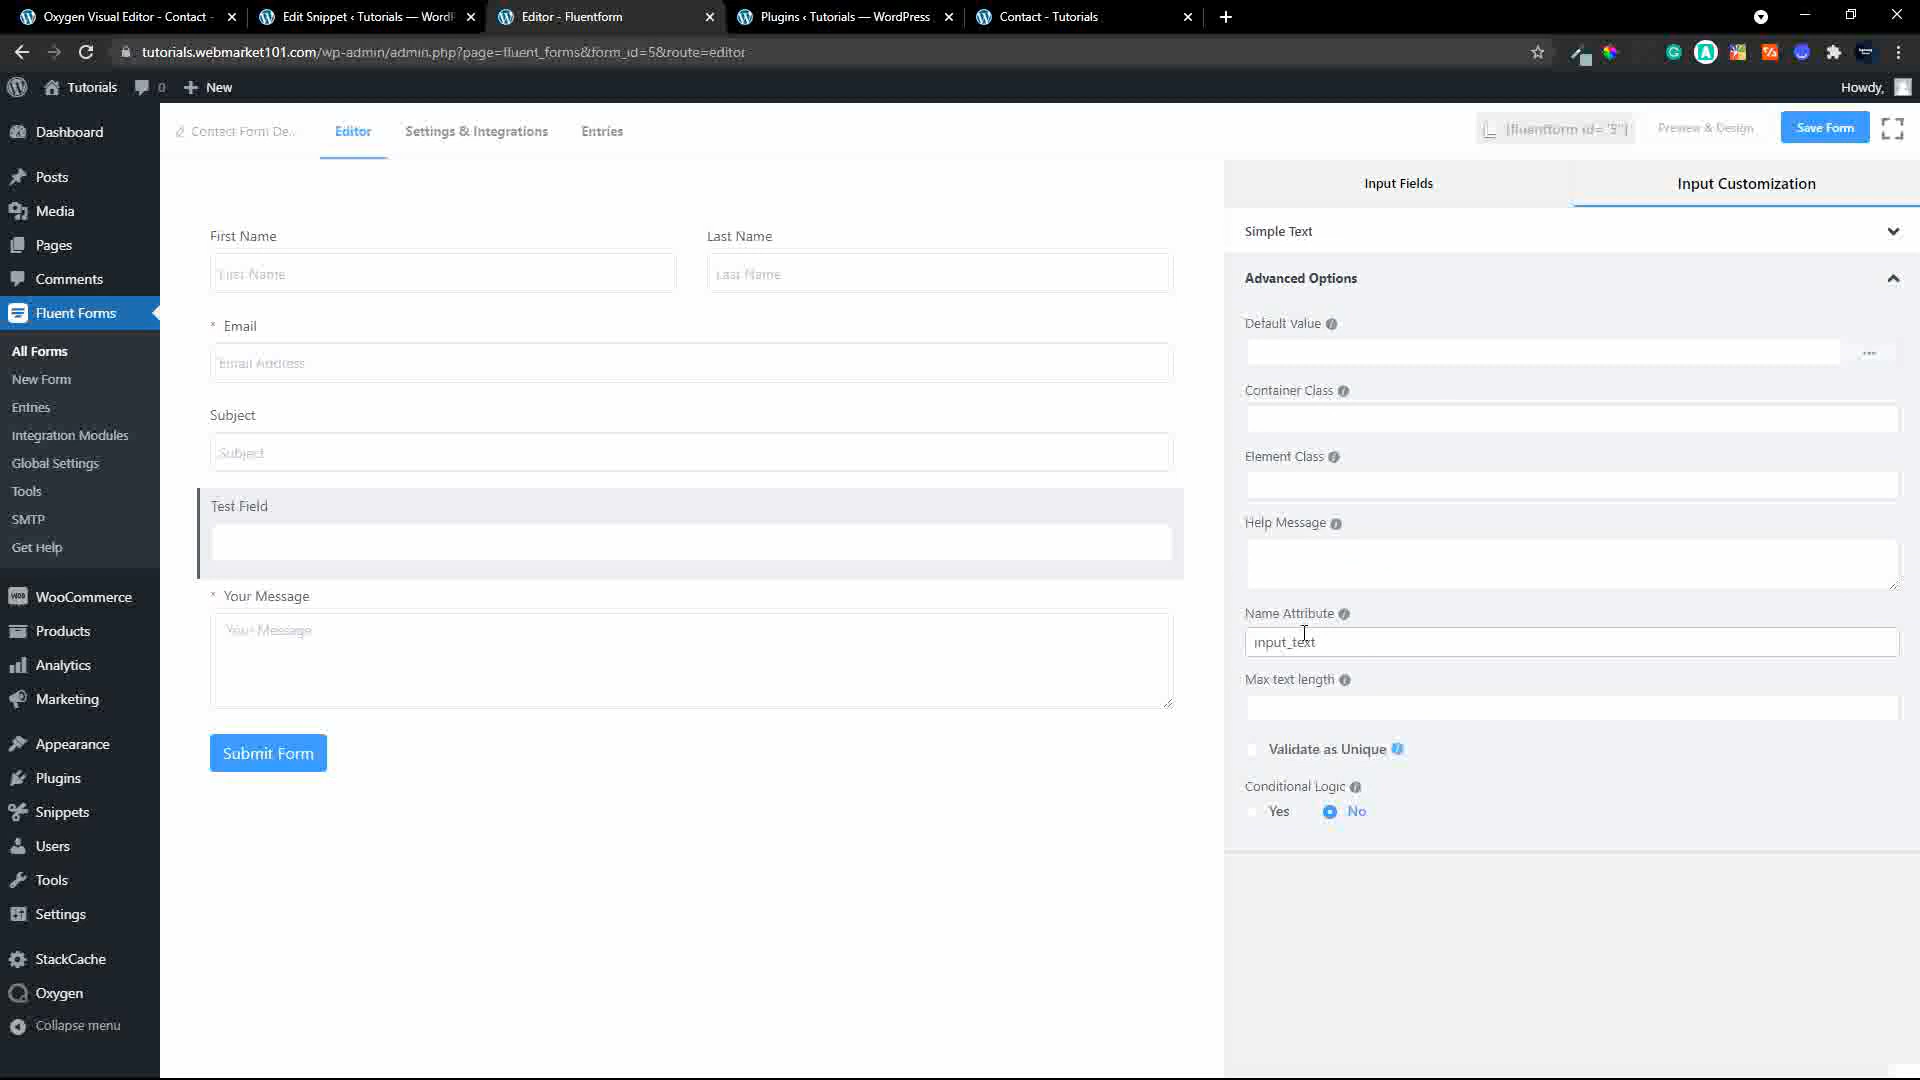 Oxygen Visual Editor - Contact -
Edit Snippet ‹ Tutorials — WordP
Editor - Fluentform
Plugins ‹ Tutorials — WordPress
Contact - Tutorials
tutorials.webmarket101.com/wp-admin/admin.php?page=fluent_forms&form_id=5&route=editor
Tutorials
0
New
Howdy,
Dashboard
Posts
Media
Pages
Comments
Fluent Forms
All Forms
New Form
Entries
Integration Modules
Global Settings
Tools
SMTP
Get Help
WooCommerce
Products
Analytics
Marketing
Appearance
Plugins
Snippets
Users
Tools
Settings
StackCache
Oxygen
Collapse menu
Contact Form De...
Editor
Settings & Integrations
Entries
[fluentform id="5"]
Preview & Design
Save Form
First Name
First Name
Last Name
Last Name
* Email
Email Address
Subject
Subject
Test Field
* Your Message
Your Message
Submit Form
Input Fields
Input Customization
Simple Text
Advanced Options
Default Value
...
Container Class
Element Class
Help Message
Name Attribute
input_text
Max text length
Validate as Unique
Conditional Logic
Yes
No